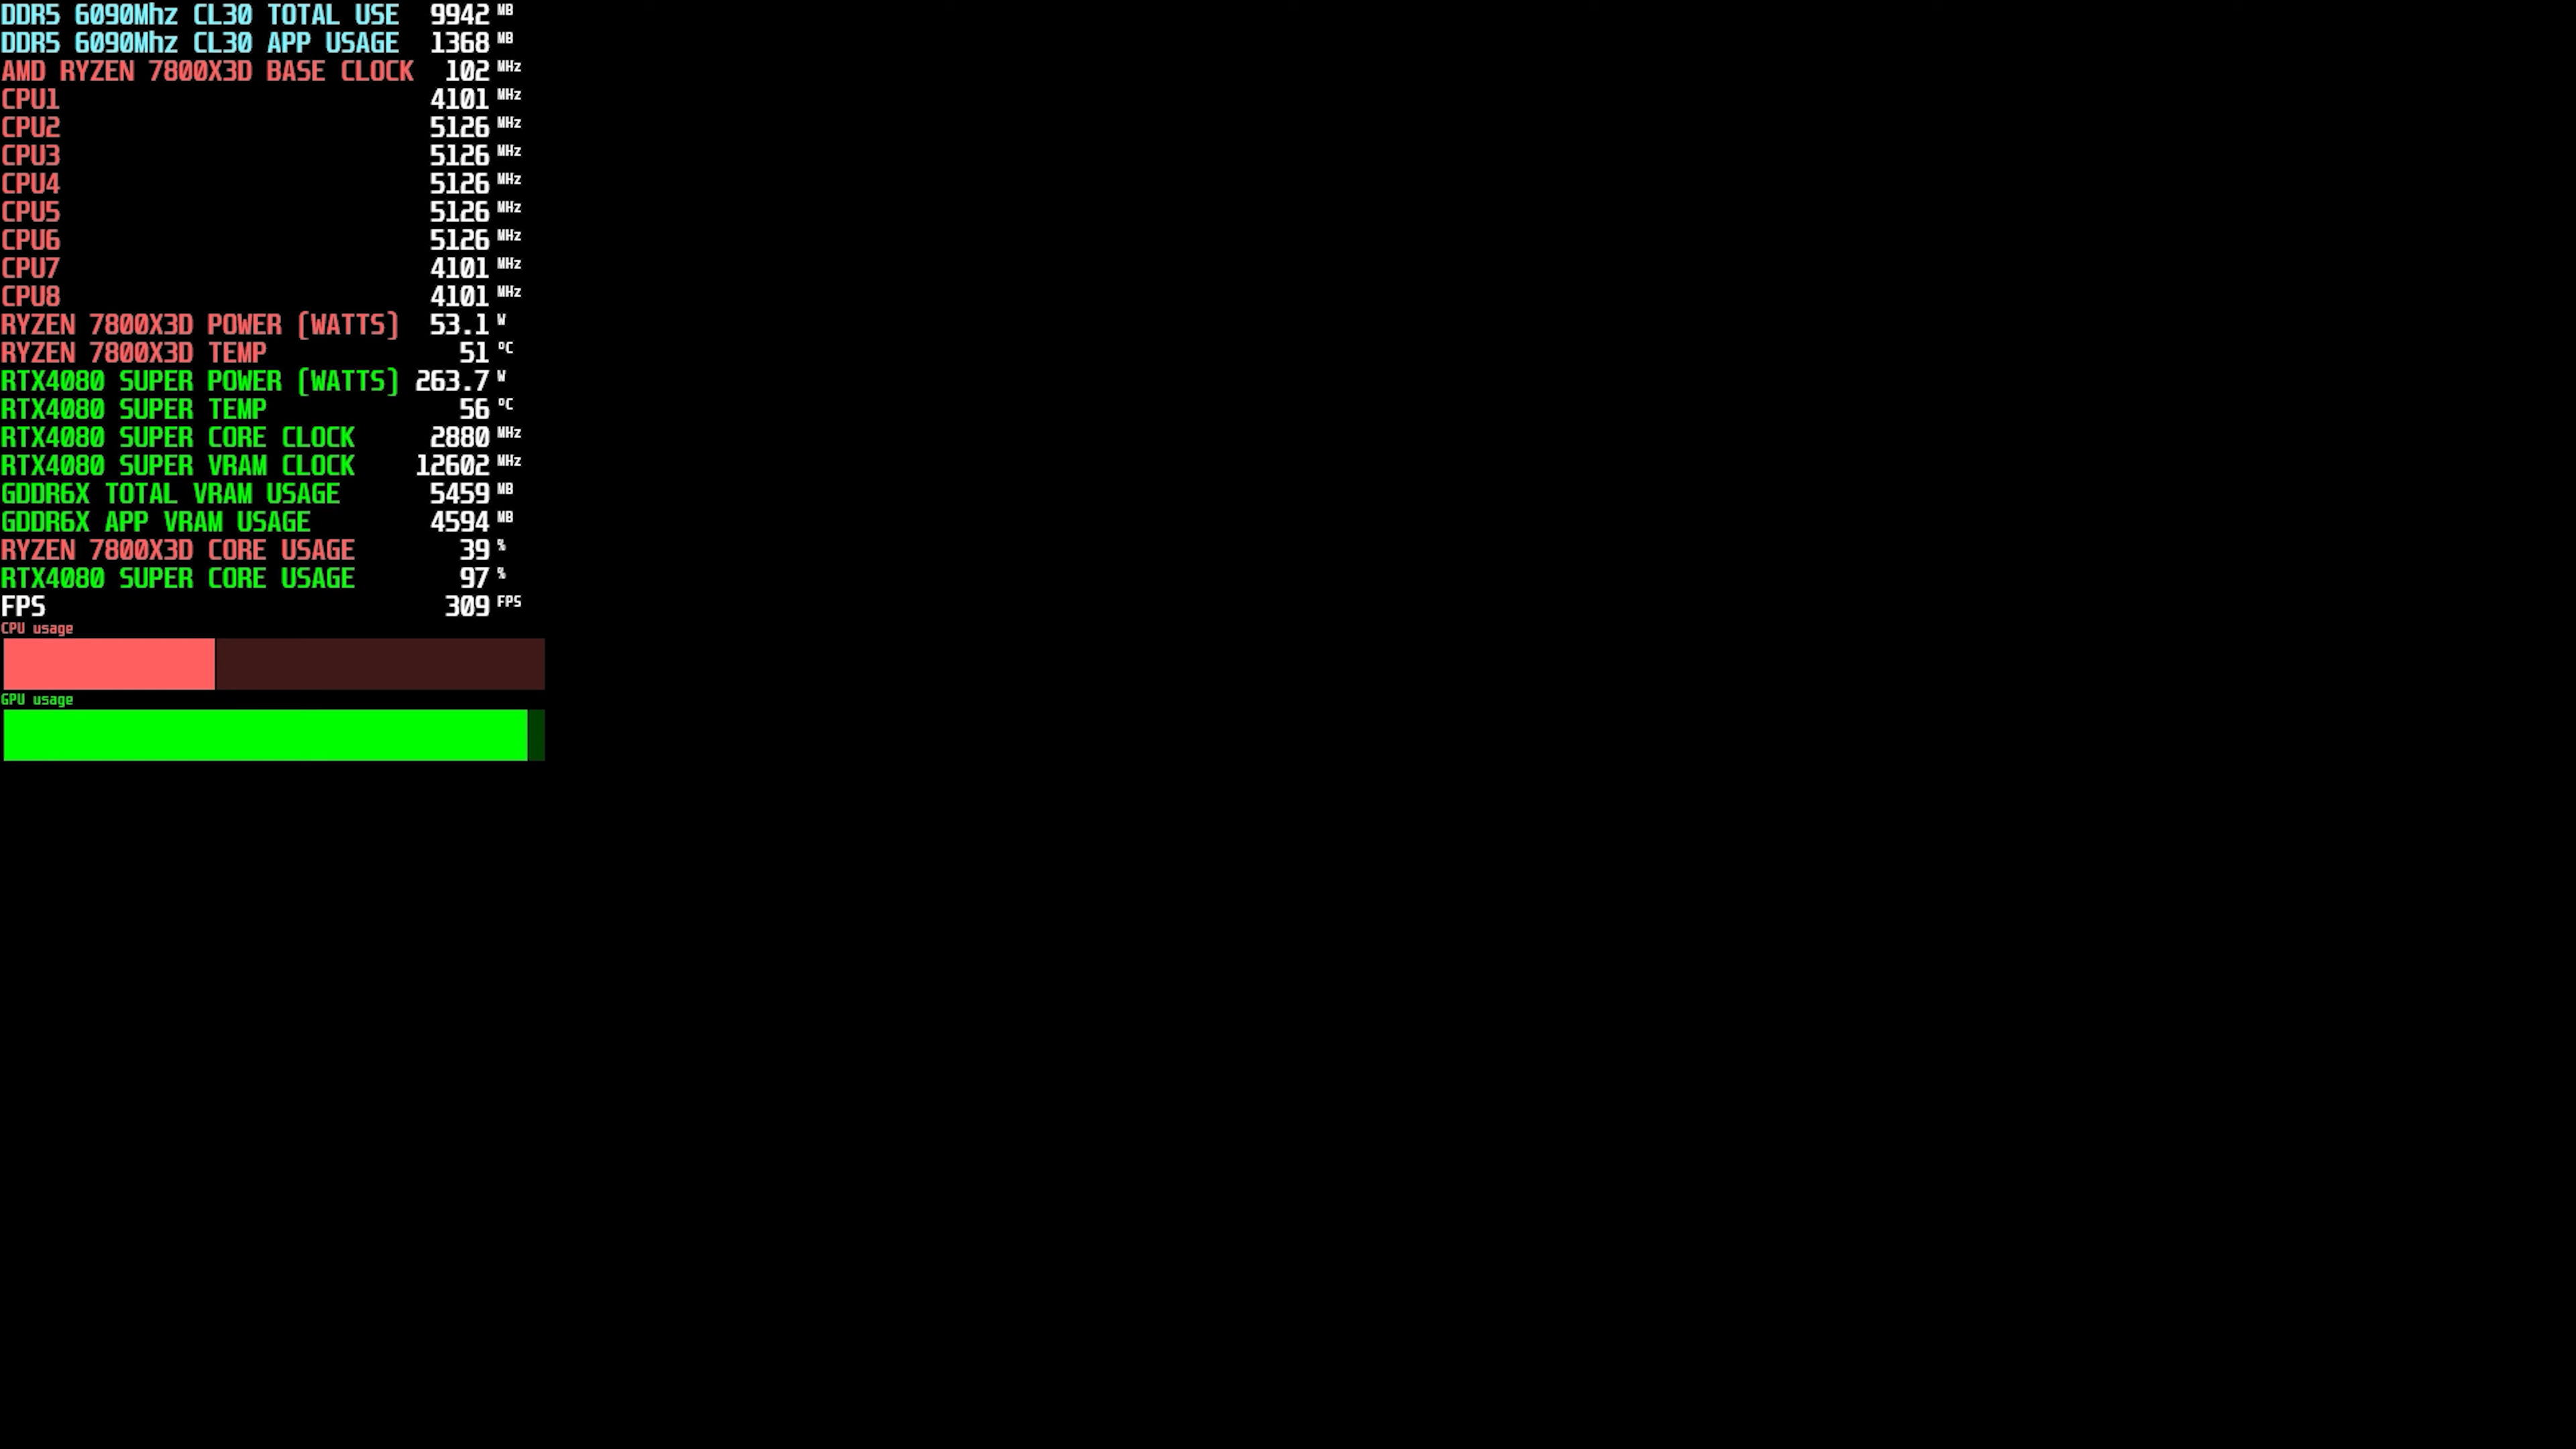 DDR5 6090Mhz CL30 TOTAL USE 9942 MB
DDR5 6090Mhz CL30 APP USAGE 1368 MB
AMD RYZEN 7800X3D BASE CLOCK 102 MHz
CPU1 4101 MHz
CPU2 5126 MHz
CPU3 5126 MHz
CPU4 5126 MHz
CPU5 5126 MHz
CPU6 5126 MHz
CPU7 4101 MHz
CPU8 4101 MHz
RYZEN 7800X3D POWER [WATTS] 53.1 W
RYZEN 7800X3D TEMP 51 °C
RTX4080 SUPER POWER [WATTS] 263.7 W
RTX4080 SUPER TEMP 56 °C
RTX4080 SUPER CORE CLOCK 2880 MHz
RTX4080 SUPER VRAM CLOCK 12602 MHz
GDDR6X TOTAL VRAM USAGE 5459 MB
GDDR6X APP VRAM USAGE 4594 MB
RYZEN 7800X3D CORE USAGE 39 %
RTX4080 SUPER CORE USAGE 97 %
FPS 309 FPS
CPU usage
GPU usage